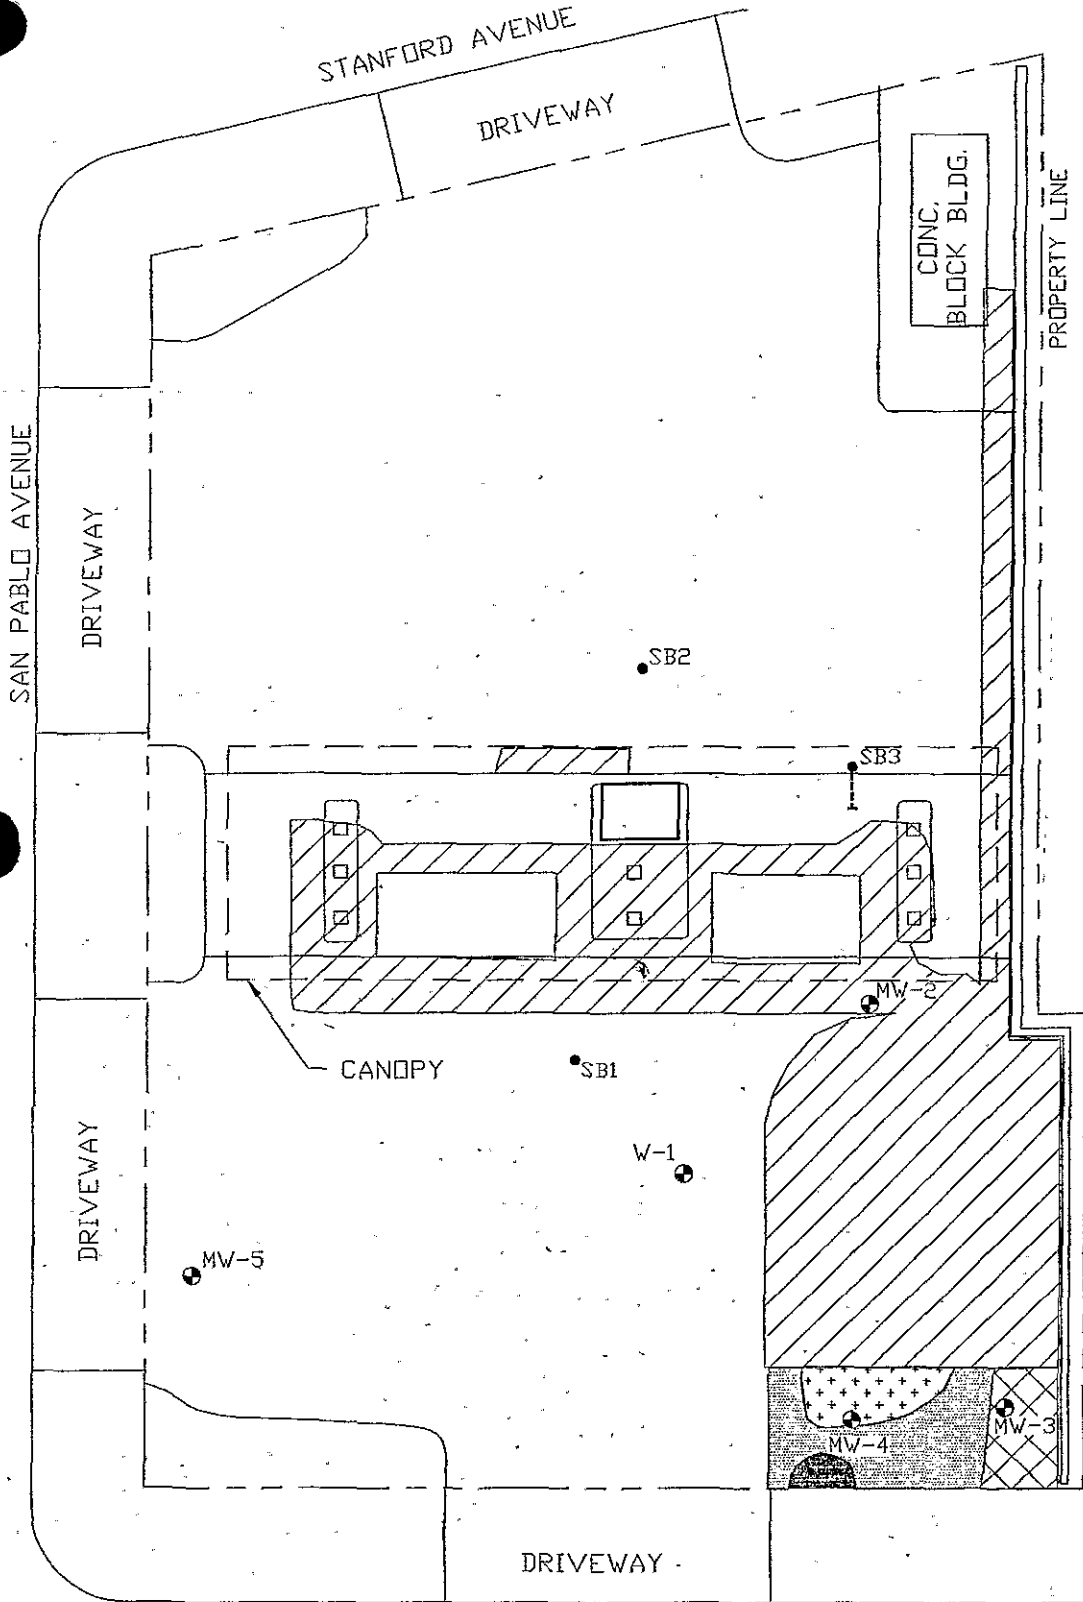 STANFORD AVENUE
DRIVEWAY
CONC.
BLOCK BLDG.
PROPERTY LINE
SAN PABLO AVENUE
DRIVEWAY
SB2
SB3
MW-2
CANOPY
SB1
W-1
DRIVEWAY
MW-5
MW-3
MW-4
DRIVEWAY